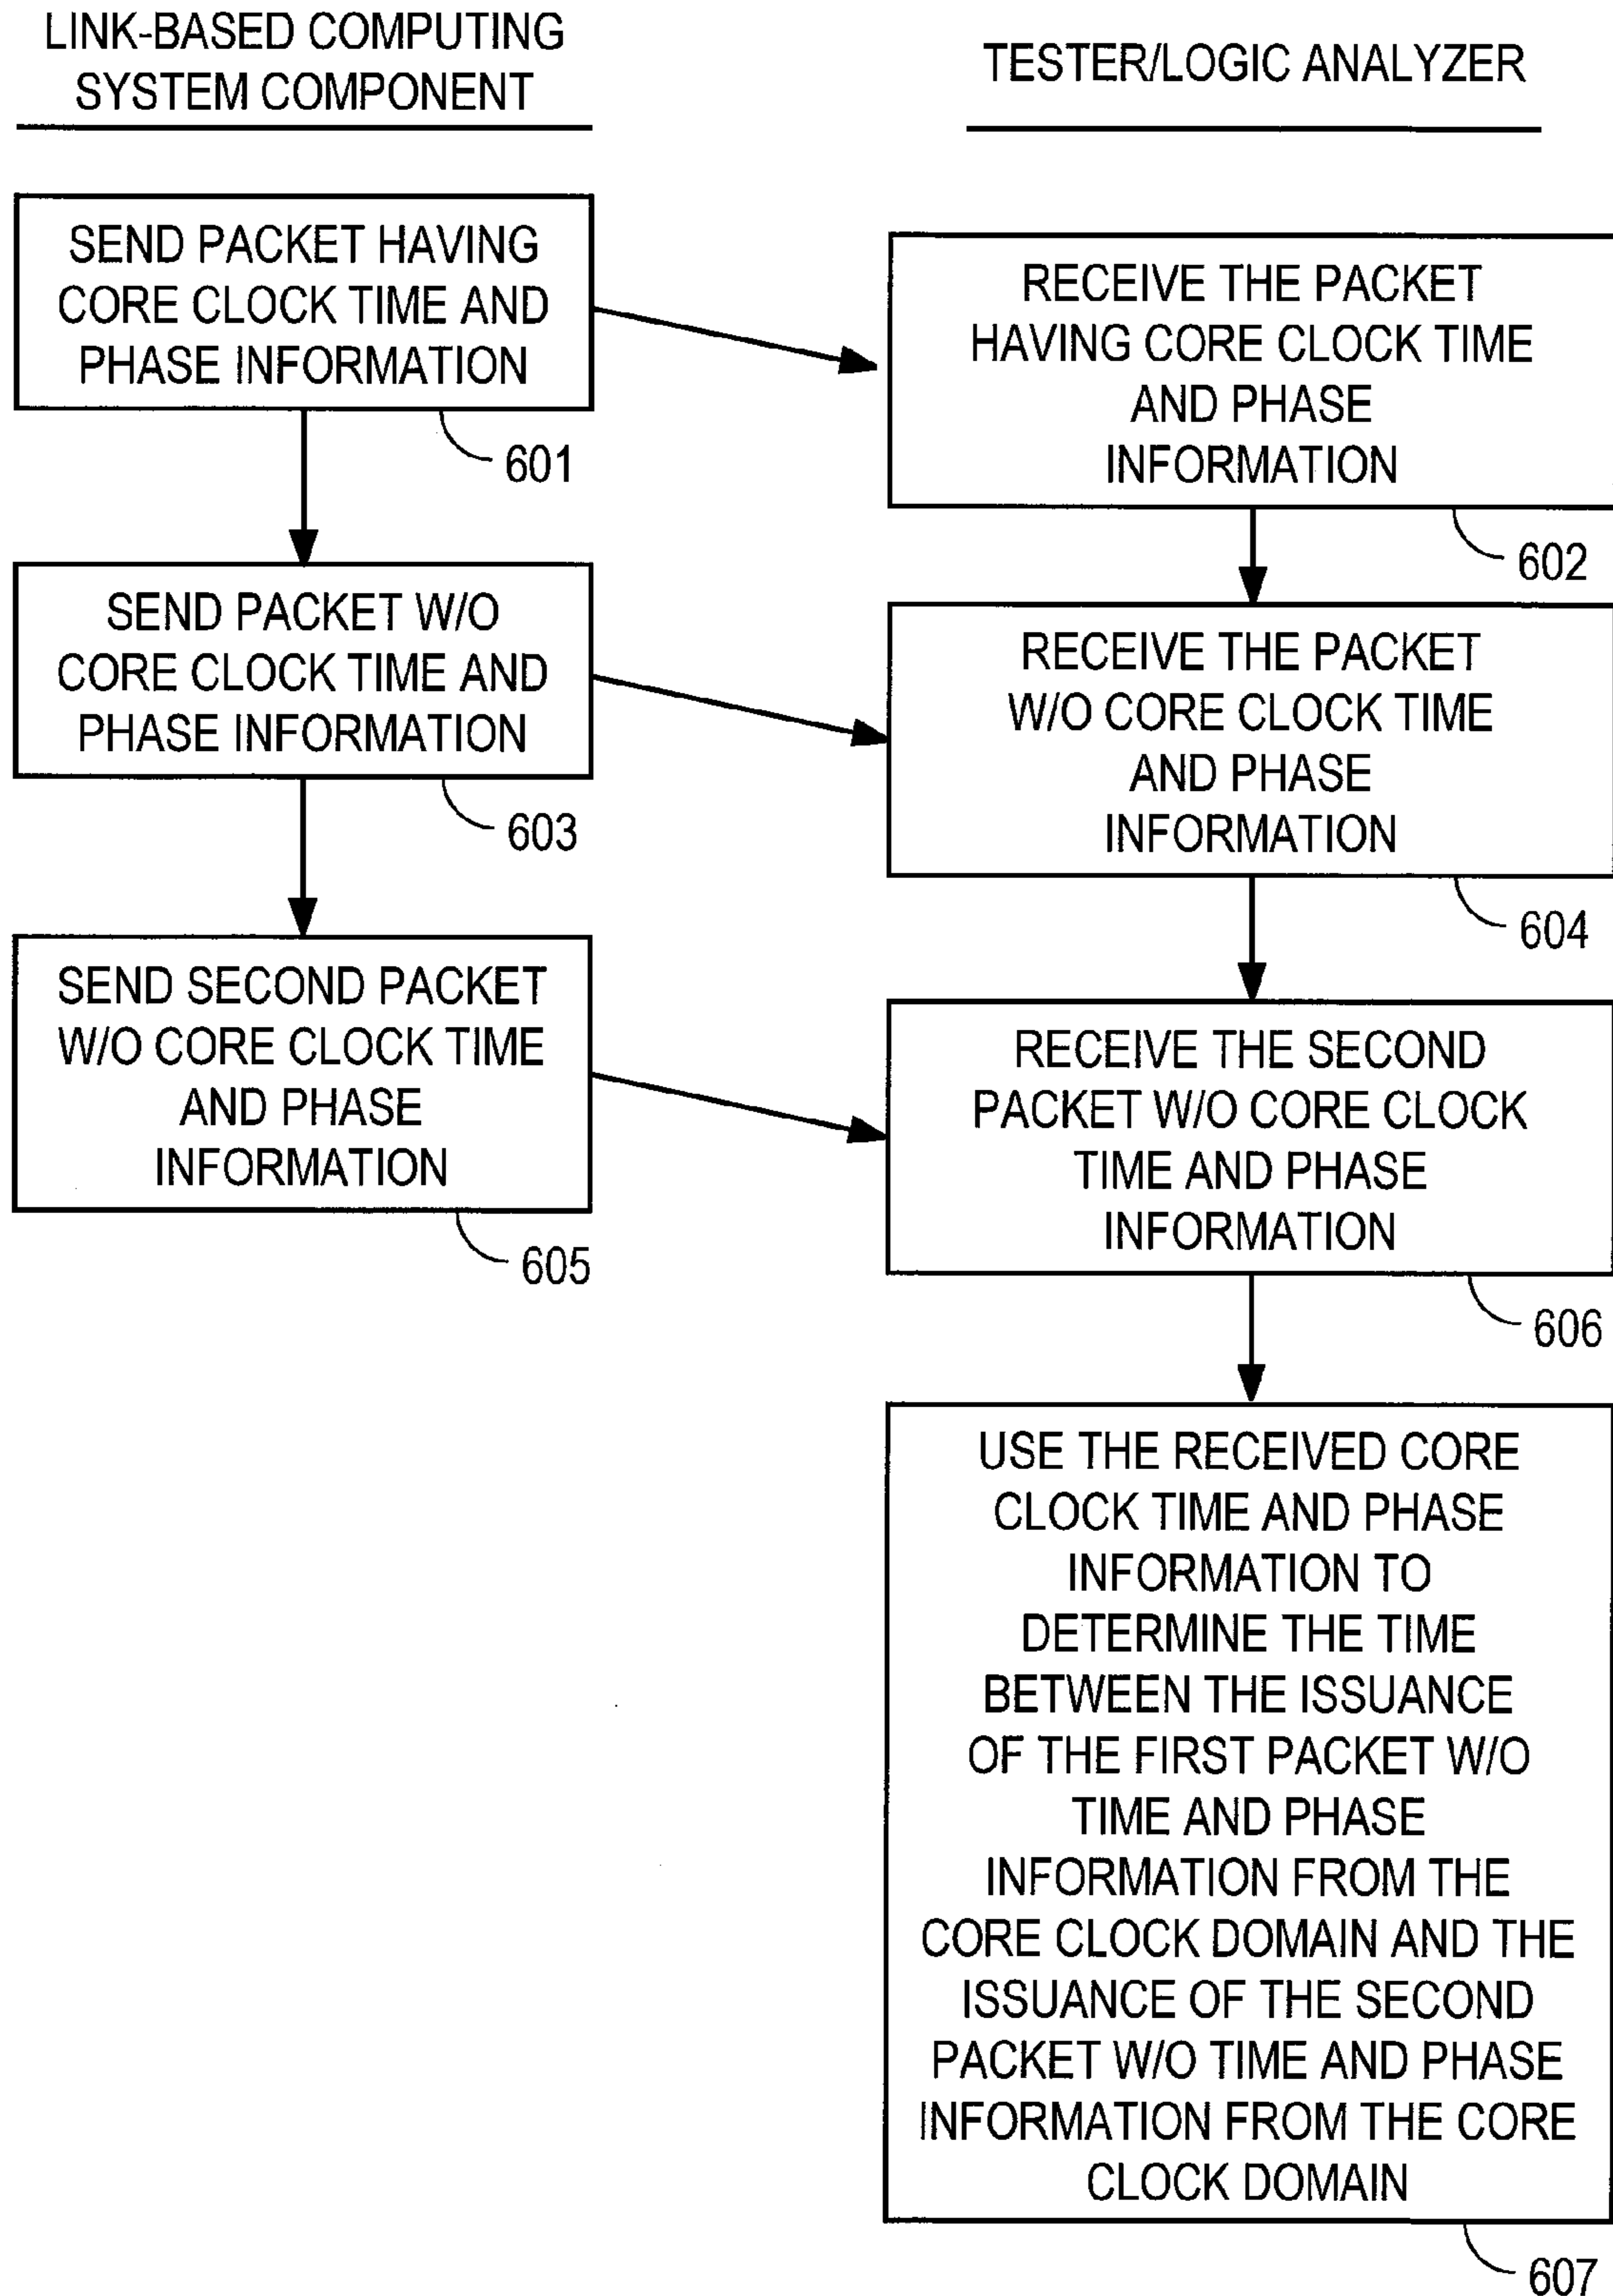 LINK-BASED COMPUTING
SYSTEM COMPONENT
TESTER/LOGIC ANALYZER
SEND PACKET HAVING
CORE CLOCK TIME AND
PHASE INFORMATION
601
RECEIVE THE PACKET
HAVING CORE CLOCK TIME
AND PHASE
INFORMATION
602
SEND PACKET W/O
CORE CLOCK TIME AND
PHASE INFORMATION
603
RECEIVE THE PACKET
W/O CORE CLOCK TIME
AND PHASE
INFORMATION
604
SEND SECOND PACKET
W/O CORE CLOCK TIME
AND PHASE
INFORMATION
605
RECEIVE THE SECOND
PACKET W/O CORE CLOCK
TIME AND PHASE
INFORMATION
606
USE THE RECEIVED CORE
CLOCK TIME AND PHASE
INFORMATION TO
DETERMINE THE TIME
BETWEEN THE ISSUANCE
OF THE FIRST PACKET W/O
TIME AND PHASE
INFORMATION FROM THE
CORE CLOCK DOMAIN AND THE
ISSUANCE OF THE SECOND
PACKET W/O TIME AND PHASE
INFORMATION FROM THE CORE
CLOCK DOMAIN
607